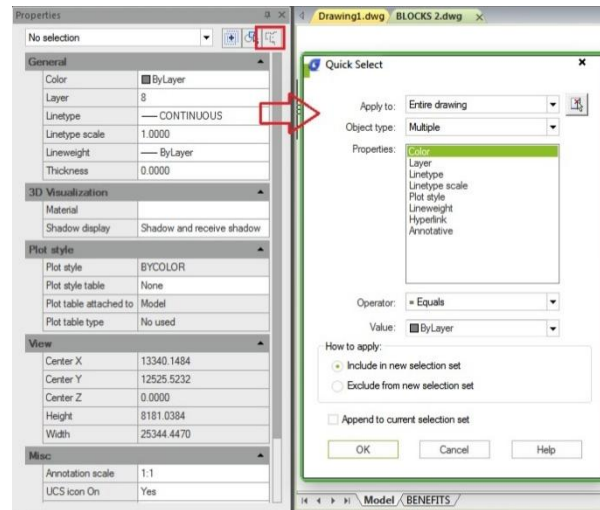 Properties
No selection
General
Color ByLayer
Layer 8
Linetype CONTINUOUS
Linetype scale 1.0000
Lineweight ByLayer
Thickness 0.0000
3D Visualization
Material
Shadow display Shadow and receive shadow
Plot style
Plot style BYCOLOR
Plot style table None
Plot table attached to Model
Plot table type No used
View
Center X 13340.1484
Center Y 12525.5232
Center Z 0.0000
Height 8181.0384
Width 25344.4470
Misc
Annotation scale 1:1
UCS icon On Yes
Drawing1.dwg BLOCKS 2.dwg
Quick Select
Apply to: Entire drawing
Object type: Multiple
Properties: Color
Layer
Linetype
Linetype scale
Plot style
Lineweight
Hyperlink
Annotative
Operator: = Equals
Value: ByLayer
How to apply:
Include in new selection set
Exclude from new selection set
Append to current selection set
OK Cancel Help
Model BENEFITS